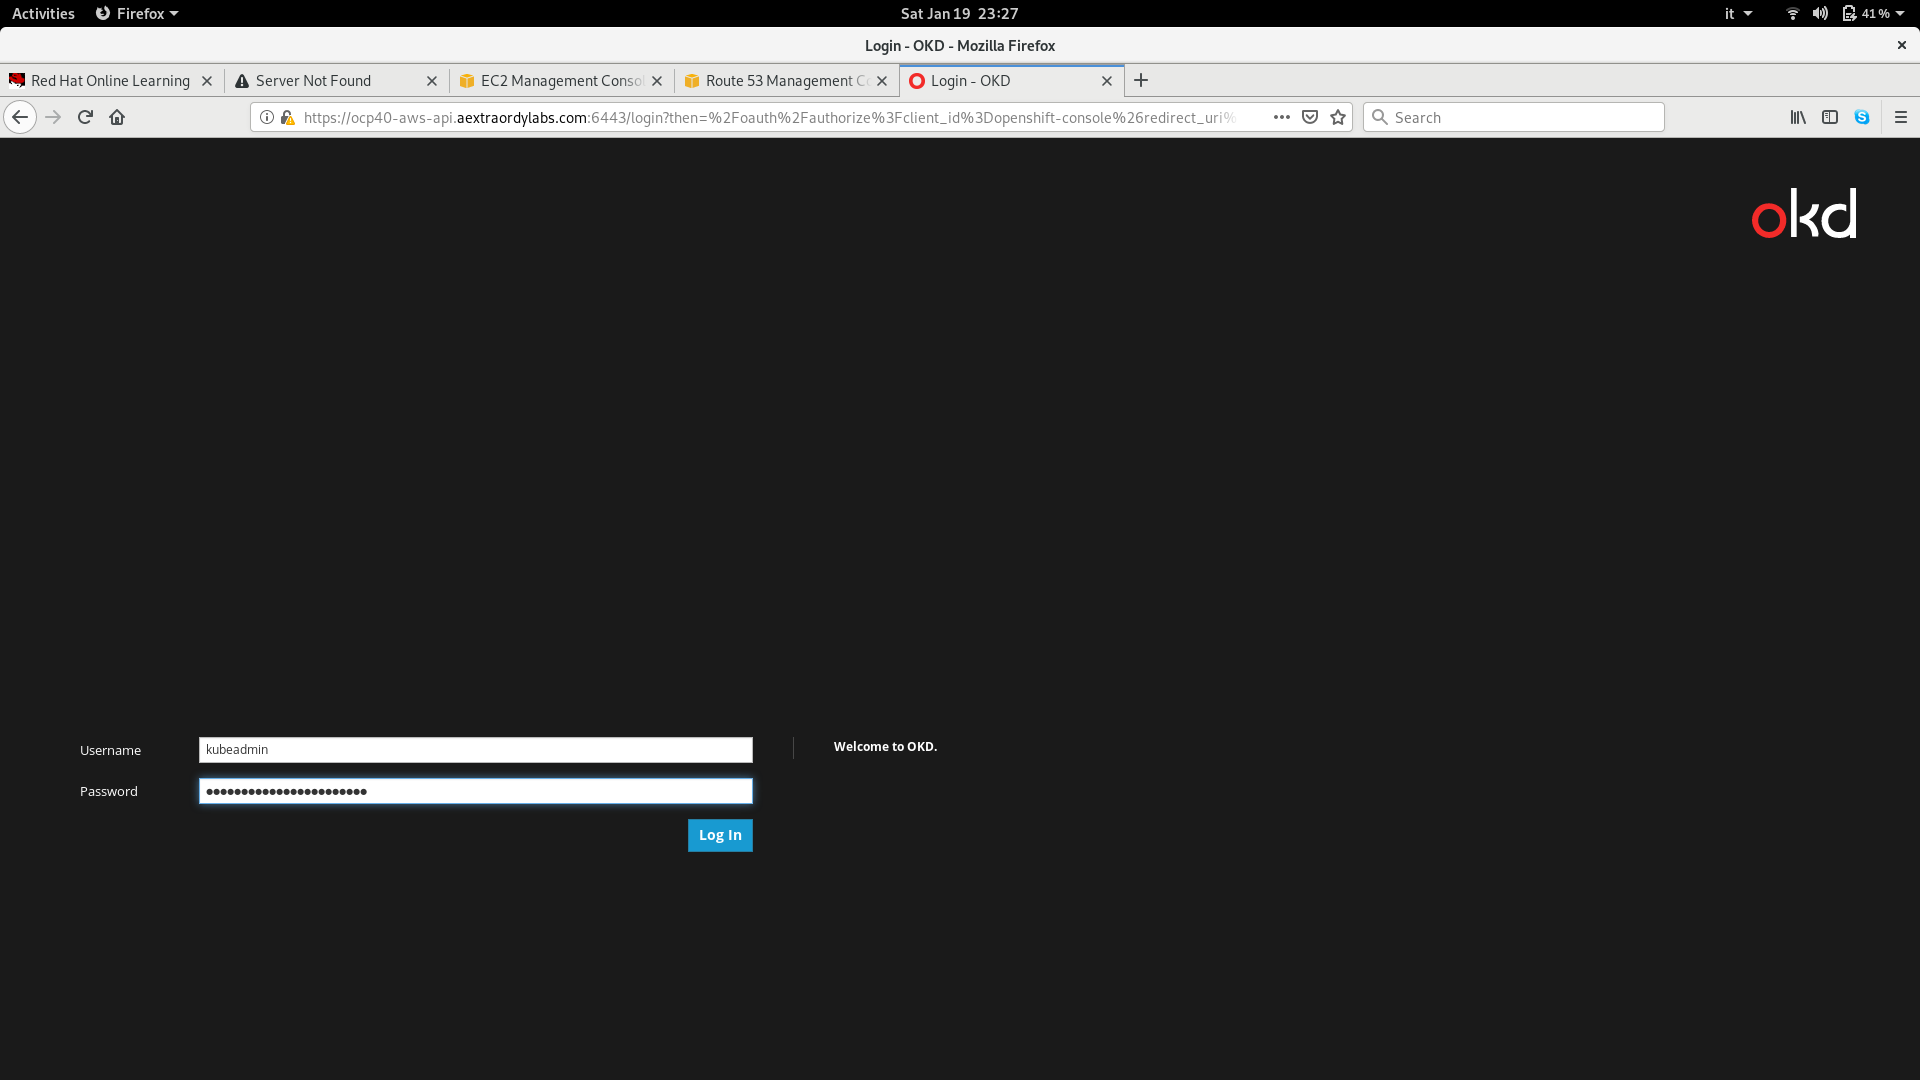 Activities Firefox Sat Jan 19 23:27 it 41%
Login - OKD - Mozilla Firefox
Red Hat Online Learning Server Not Found EC2 Management Consol Route 53 Management Co Login - OKD
https://ocp40-aws-api.aextraordylabs.com:6443/login?then=%2Foauth%2Fauthorize%3Fclient_id%3Dopenshift-console%26redirect_uri% Search
okd
Username kubeadmin Welcome to OKD.
Password
Log In